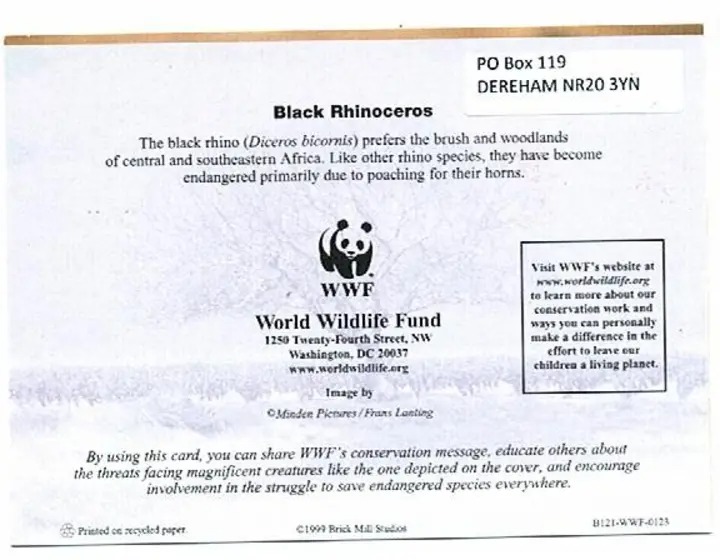 PO Box 119
DEREHAM NR20 3YN
Black Rhinoceros
The black rhino (Diceros bicornis) prefers the brush and woodlands
of central and southeastern Africa. Like other rhino species, they have become
endangered primarily due to poaching for their horns.
WWF
World Wildlife Fund
1250 Twenty-Fourth Street, NW
Washington, DC 20037
www.worldwildlife.org
Image by
©Minden Pictures/Frans Lanting
Visit WWF's website at
www.worldwildlife.org
to learn more about our
conservation work and
ways you can personally
make a difference in the
effort to leave our
children a living planet.
By using this card, you can share WWF's conservation message, educate others about
the threats facing magnificent creatures like the one depicted on the cover, and encourage
involvement in the struggle to save endangered species everywhere.
Printed on recycled paper.
©1999 Brick Mill Studios
B121-WWF-0123